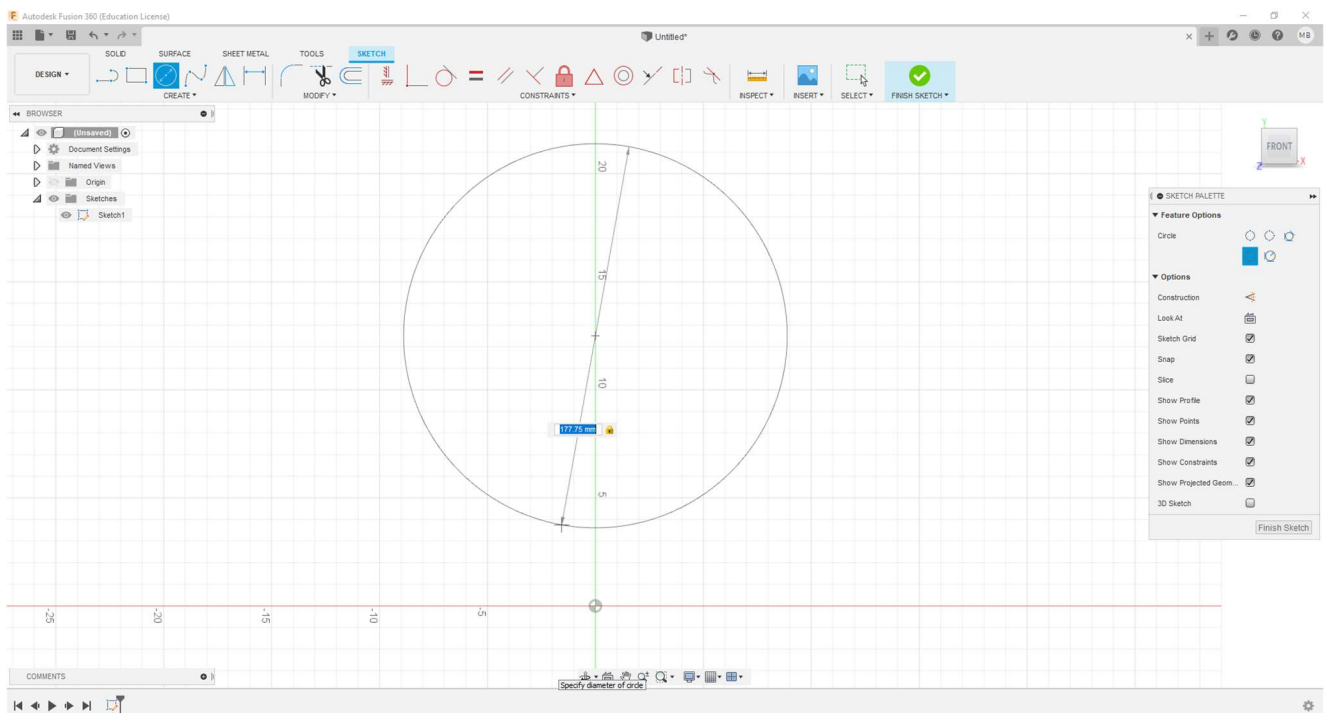 Autodesk Fusion 360 (Education License)
Untitled*
MB
SOLID SURFACE SHEET METAL TOOLS SKETCH
DESIGN ▾
CREATE ▾ MODIFY ▾ CONSTRAINTS ▾ INSPECT ▾ INSERT ▾ SELECT ▾ FINISH SKETCH ▾
BROWSER
(Unsaved)
Document Settings
Named Views
Origin
Sketches
Sketch1
Y
FRONT
X
Z
20
15
10
5
177.75 mm
-25 -20 -15 -10 -5
SKETCH PALETTE
Feature Options
Circle
Options
Construction
Look At
Sketch Grid
Snap
Slice
Show Profile
Show Points
Show Dimensions
Show Constraints
Show Projected Geom...
3D Sketch
Finish Sketch
COMMENTS
Specify diameter of circle